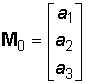 M₀ = [a₁
a₂
a₃]